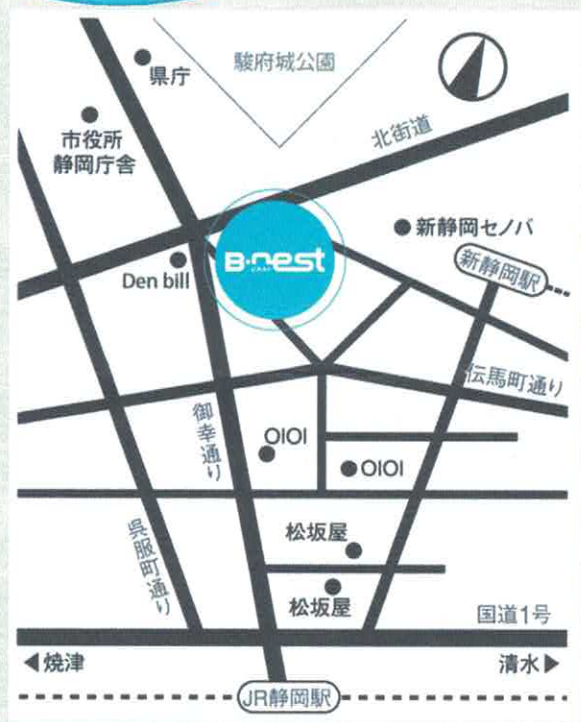 県庁
駿府城公園
市役所
静岡庁舎
北街道
新静岡セノバ
B・nest
新静岡駅
Den bill
伝馬町通り
御幸通り
OIOI
OIOI
呉服町通り
松坂屋
松坂屋
国道1号
◀焼津
清水▶
JR静岡駅